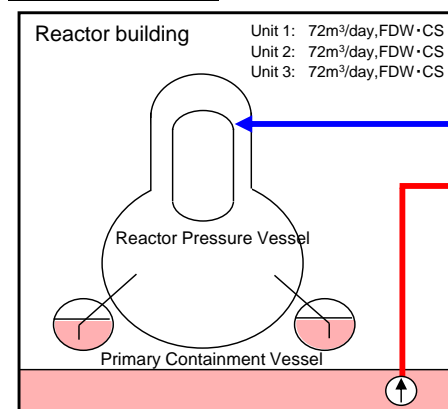 Reactor building
Unit 1: 72m³/day,FDW・CS
Unit 2: 72m³/day,FDW・CS
Unit 3: 72m³/day,FDW・CS
Reactor Pressure Vessel
Primary Containment Vessel